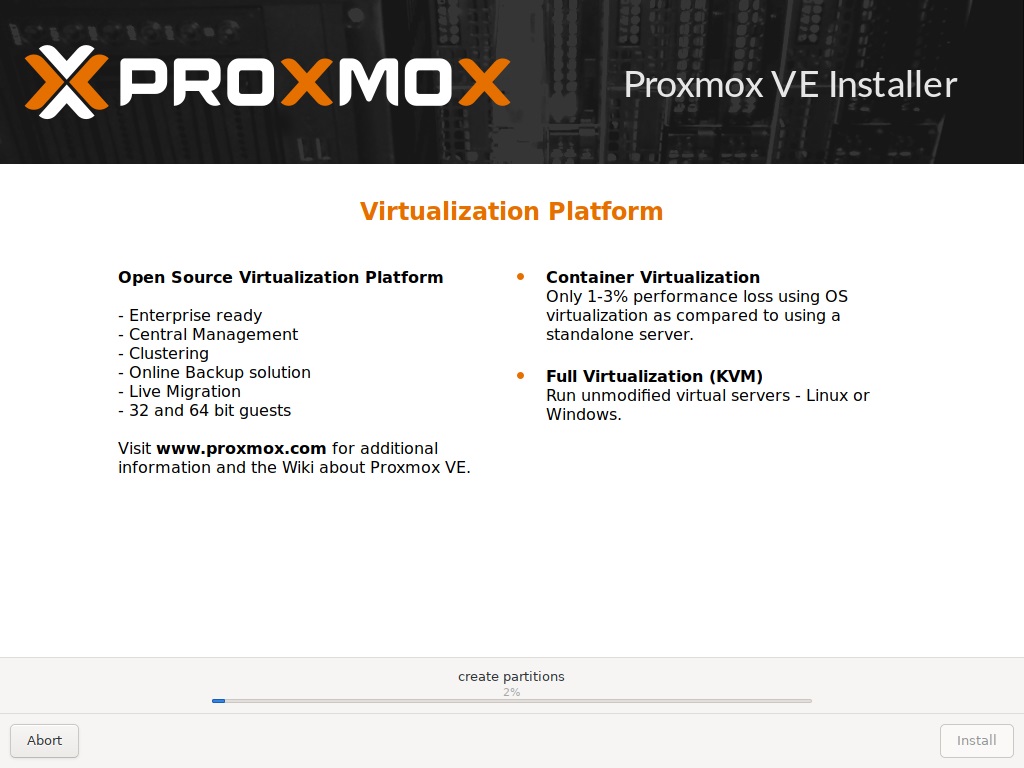 PROXMOX
Proxmox VE Installer
Virtualization Platform
Open Source Virtualization Platform
- Enterprise ready
- Central Management
- Clustering
- Online Backup solution
- Live Migration
- 32 and 64 bit guests
Visit www.proxmox.com for additional
information and the Wiki about Proxmox VE.
Container Virtualization
Only 1-3% performance loss using OS
virtualization as compared to using a
standalone server.
Full Virtualization (KVM)
Run unmodified virtual servers - Linux or
Windows.
create partitions
2%
Abort
Install